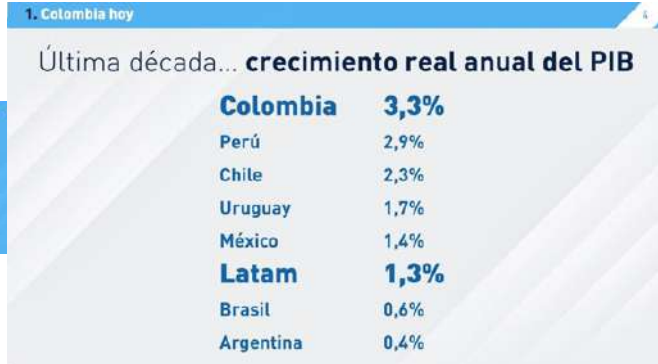 1. Colombia hoy
4
Última década... crecimiento real anual del PIB
Colombia 3,3%
Perú 2,9%
Chile 2,3%
Uruguay 1,7%
México 1,4%
Latam 1,3%
Brasil 0,6%
Argentina 0,4%